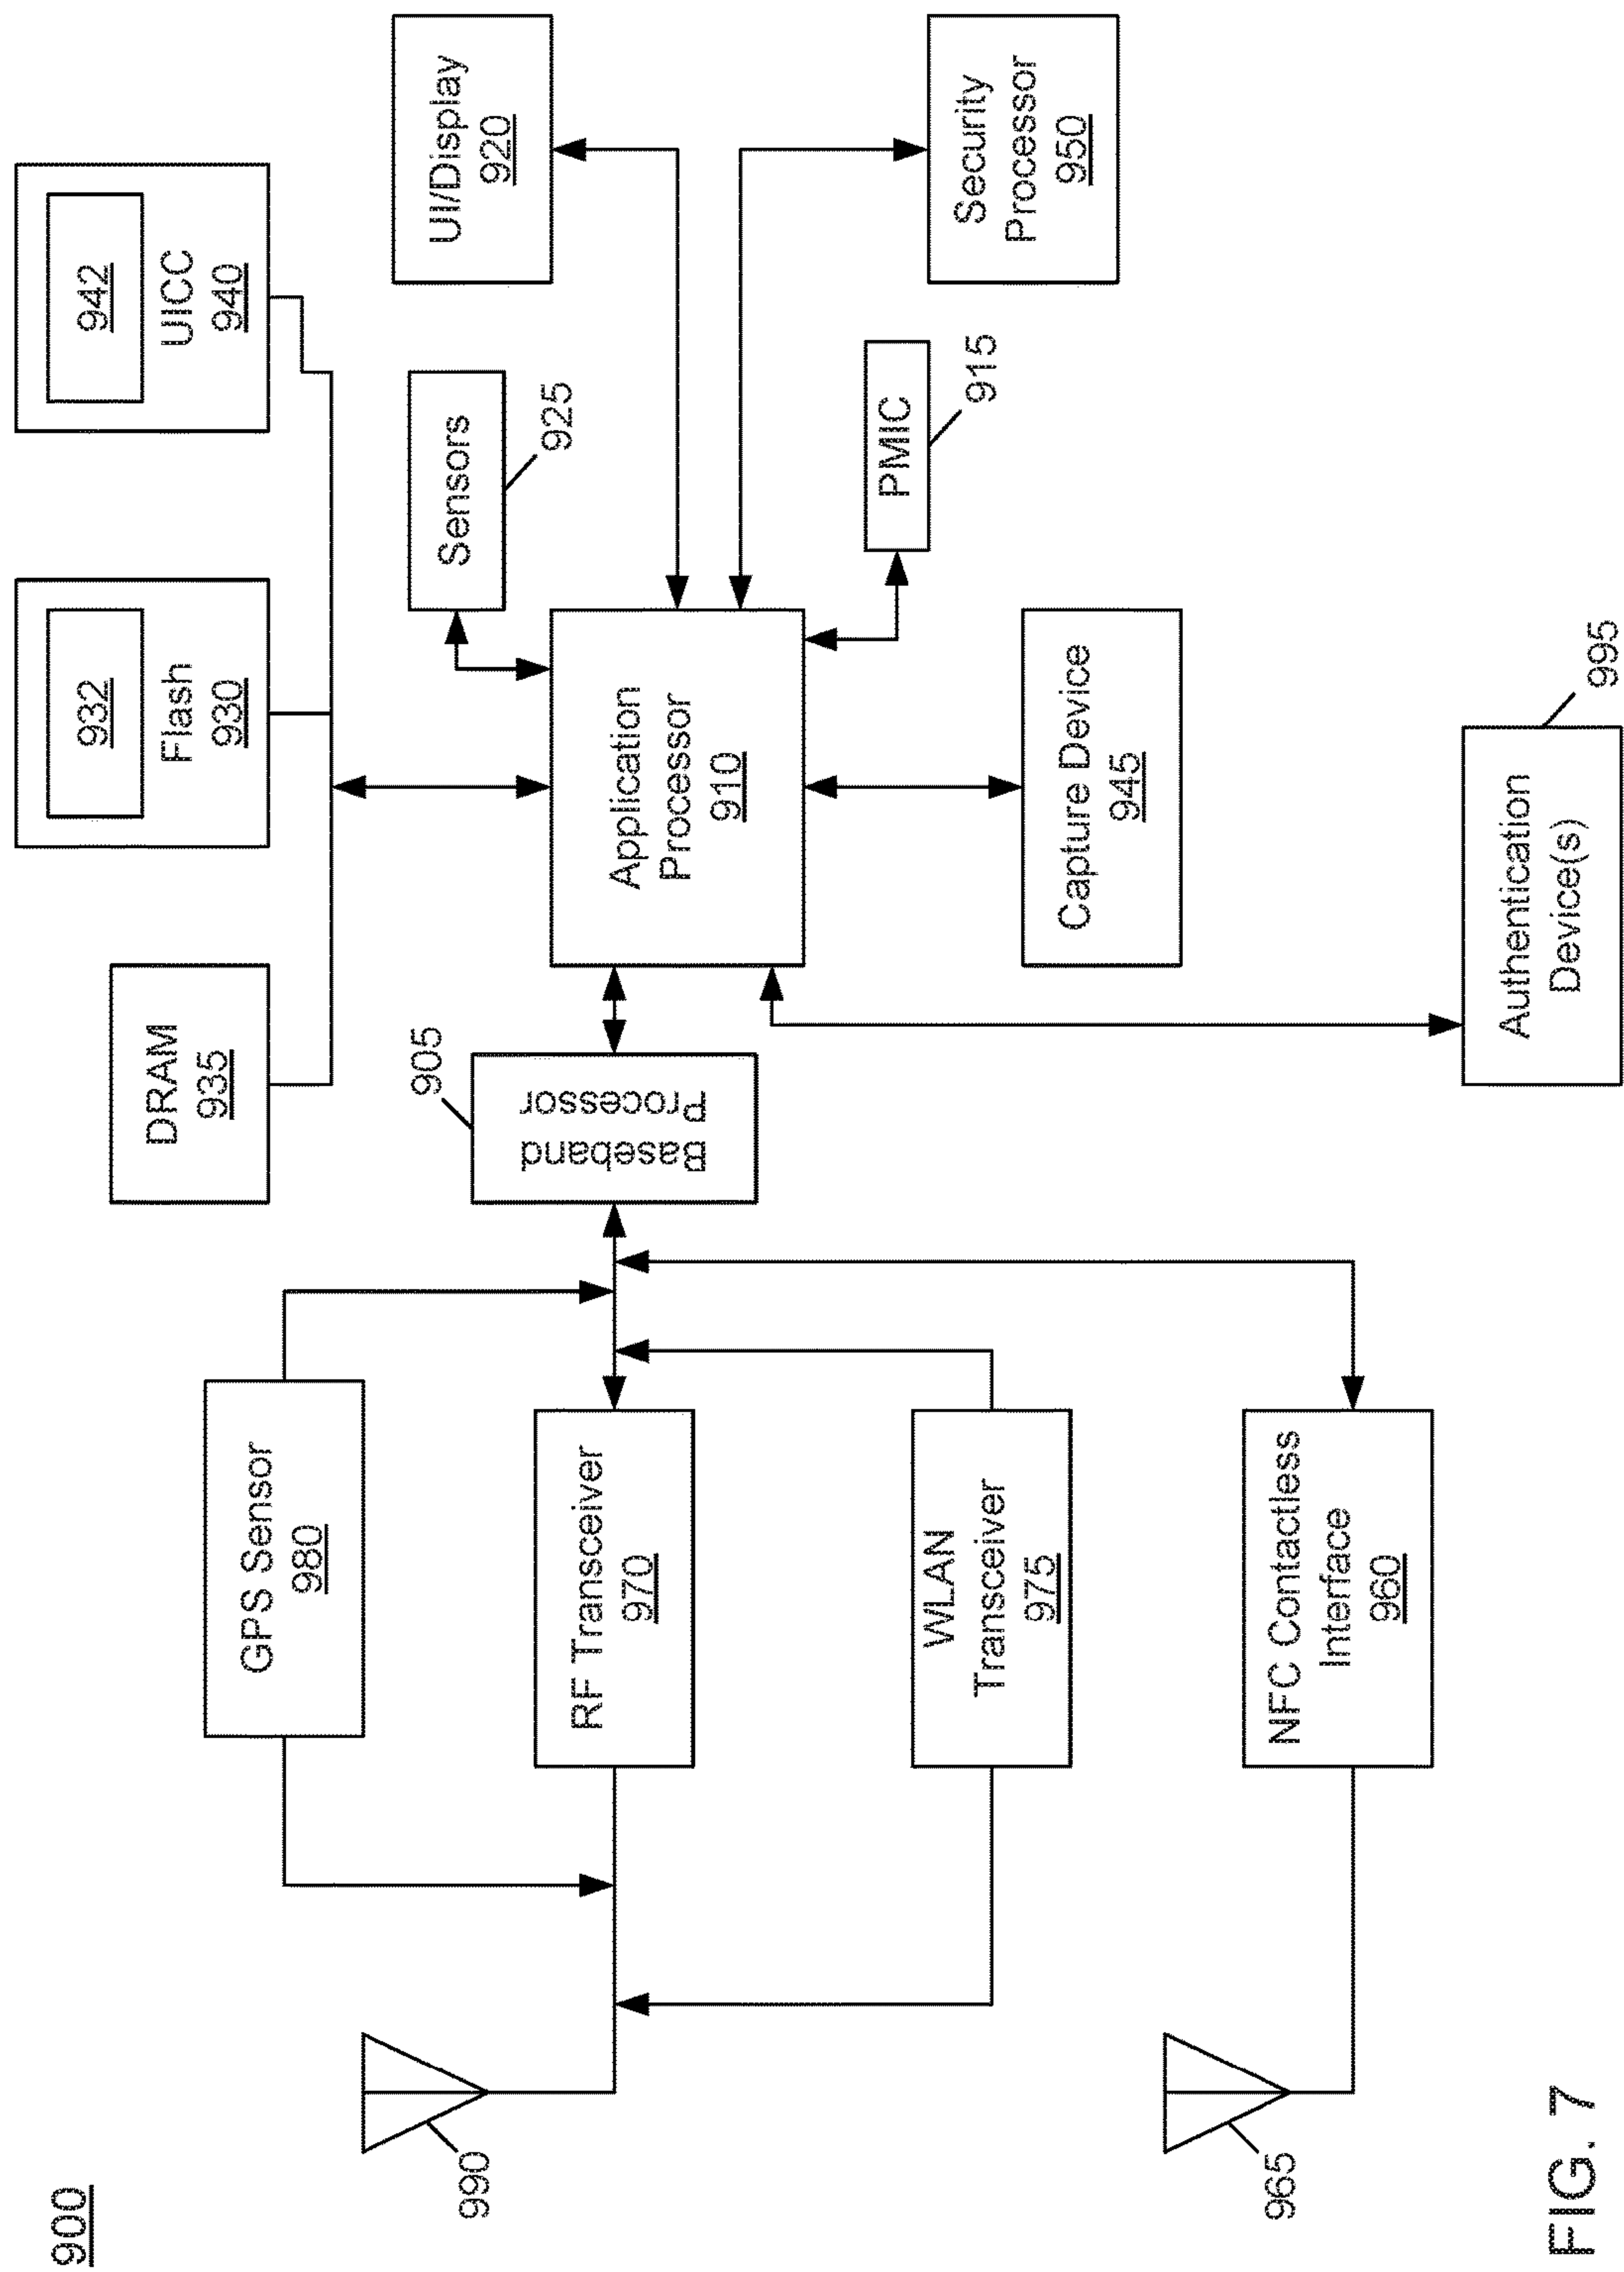 900
DRAM
935
932
Flash
930
942
UICC
940
GPS Sensor
980
905
Sensors
925
UI/Display
920
990
RF Transceiver
970
Baseband
Processor
Application
Processor
910
WLAN
Transceiver
975
PMIC
915
Security
Processor
950
Capture Device
945
965
NFC Contactless
Interface
960
Authentication
Device(s)
995
FIG. 7